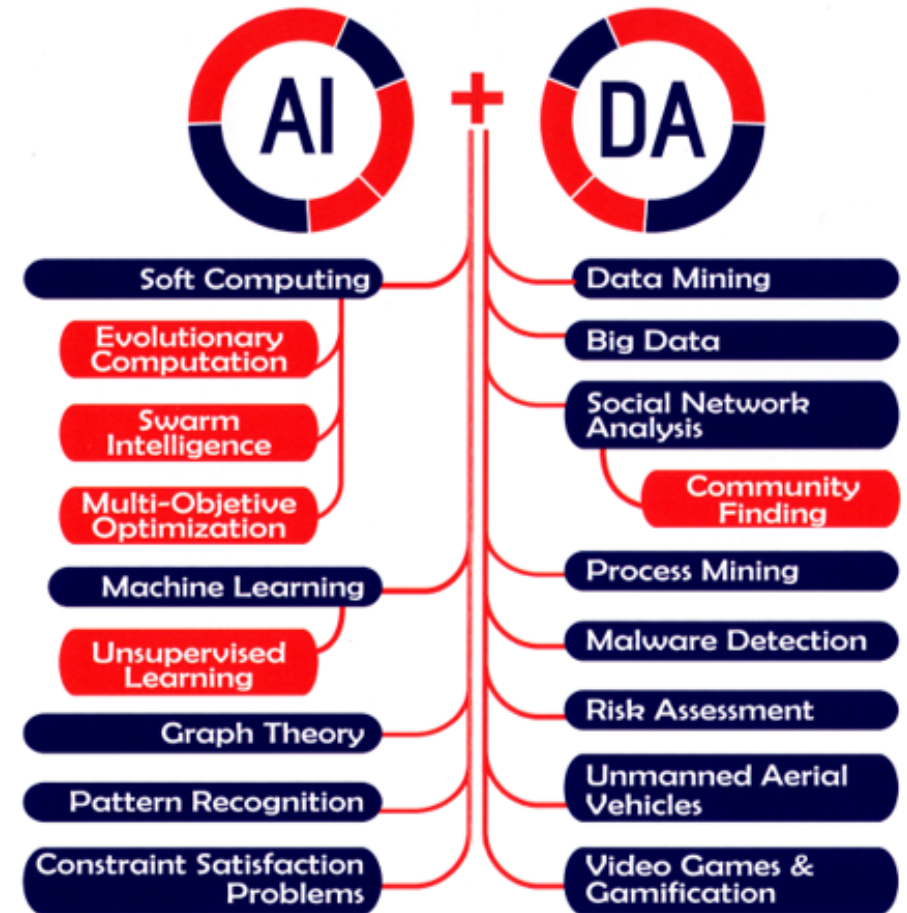 AI + DA
Soft Computing
Evolutionary
Computation
Swarm
Intelligence
Multi-Objetive
Optimization
Machine Learning
Unsupervised
Learning
Graph Theory
Pattern Recognition
Constraint Satisfaction
Problems
Data Mining
Big Data
Social Network
Analysis
Community
Finding
Process Mining
Malware Detection
Risk Assessment
Unmanned Aerial
Vehicles
Video Games &
Gamification